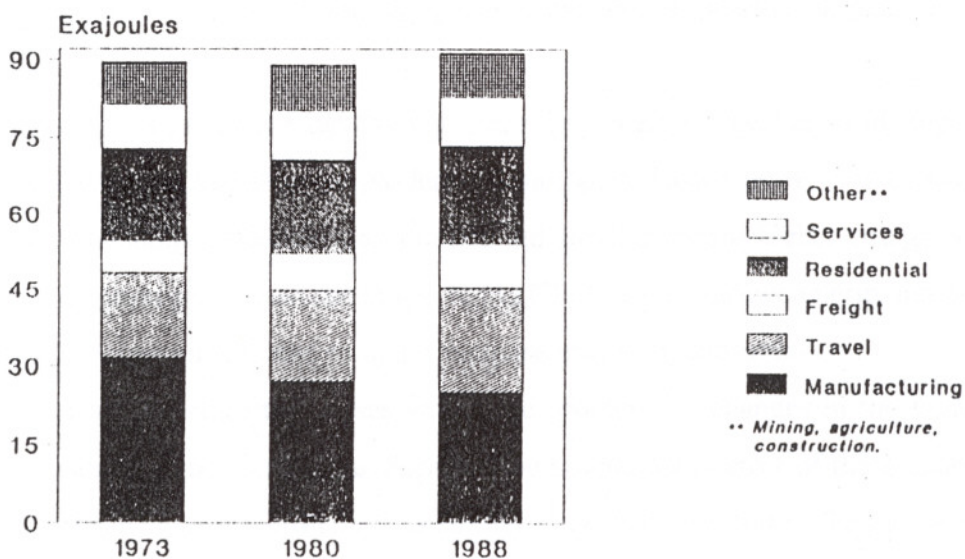 Exajoules
90
75
60
45
30
15
0
1973 1980 1988
Other••
Services
Residential
Freight
Travel
Manufacturing
•• Mining, agriculture,
construction.